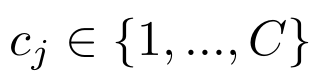 c_j ∈ {1, ..., C}